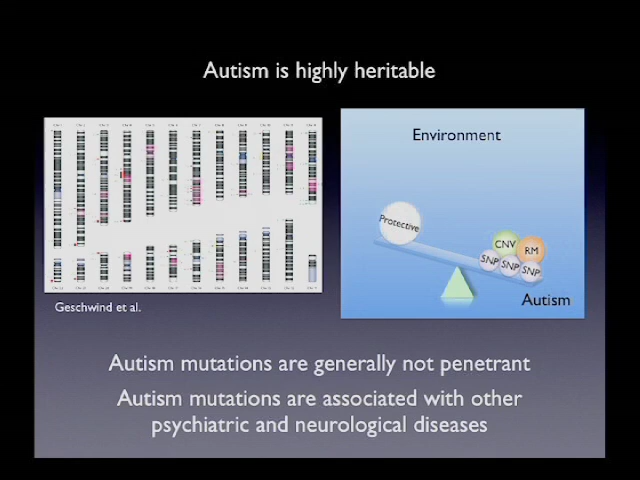 Autism is highly heritable
Environment
Protective
CNV
RM
SNP
SNP
SNP
Autism
Geschwind et al.
Autism mutations are generally not penetrant
Autism mutations are associated with other
psychiatric and neurological diseases